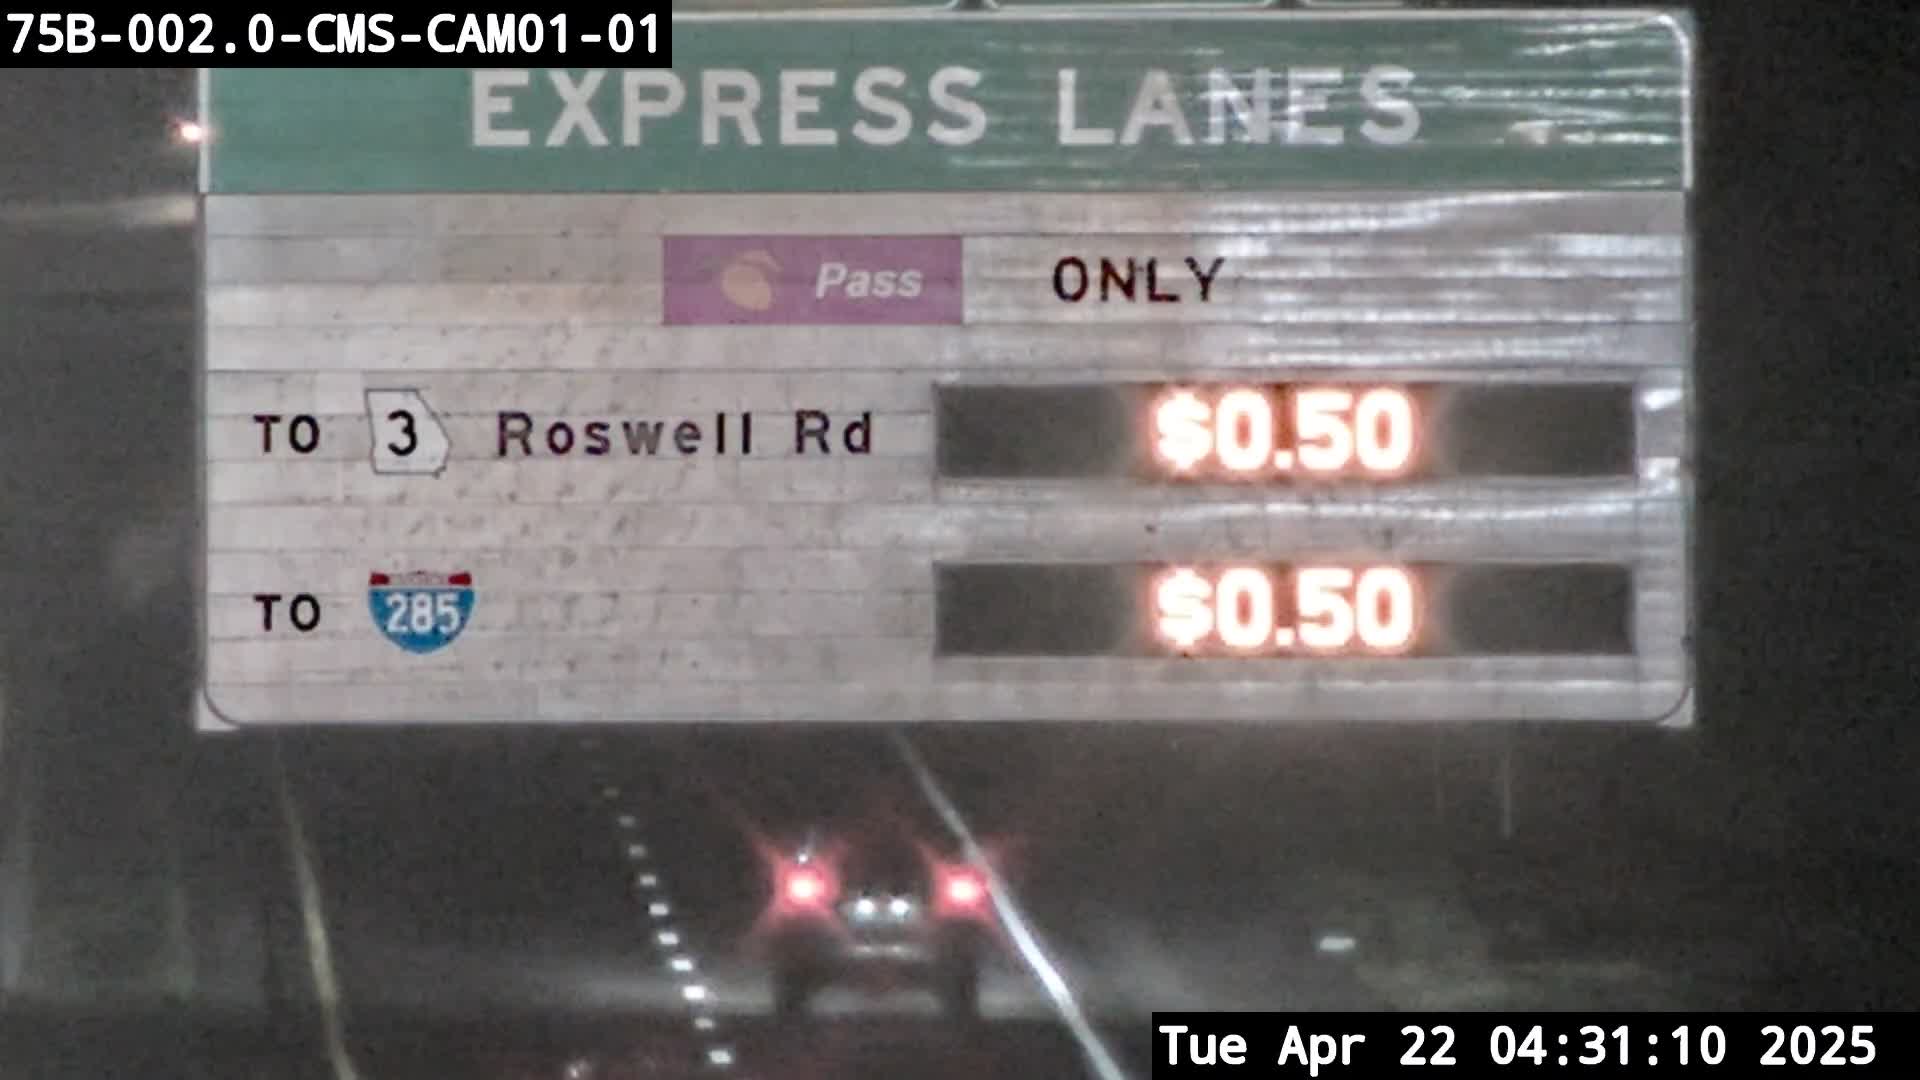 75B-002.0-CMS-CAM01-01
EXPRESS LANES
Pass ONLY
TO 3 Roswell Rd $0.50
TO 285 $0.50
Tue Apr 22 04:31:10 2025